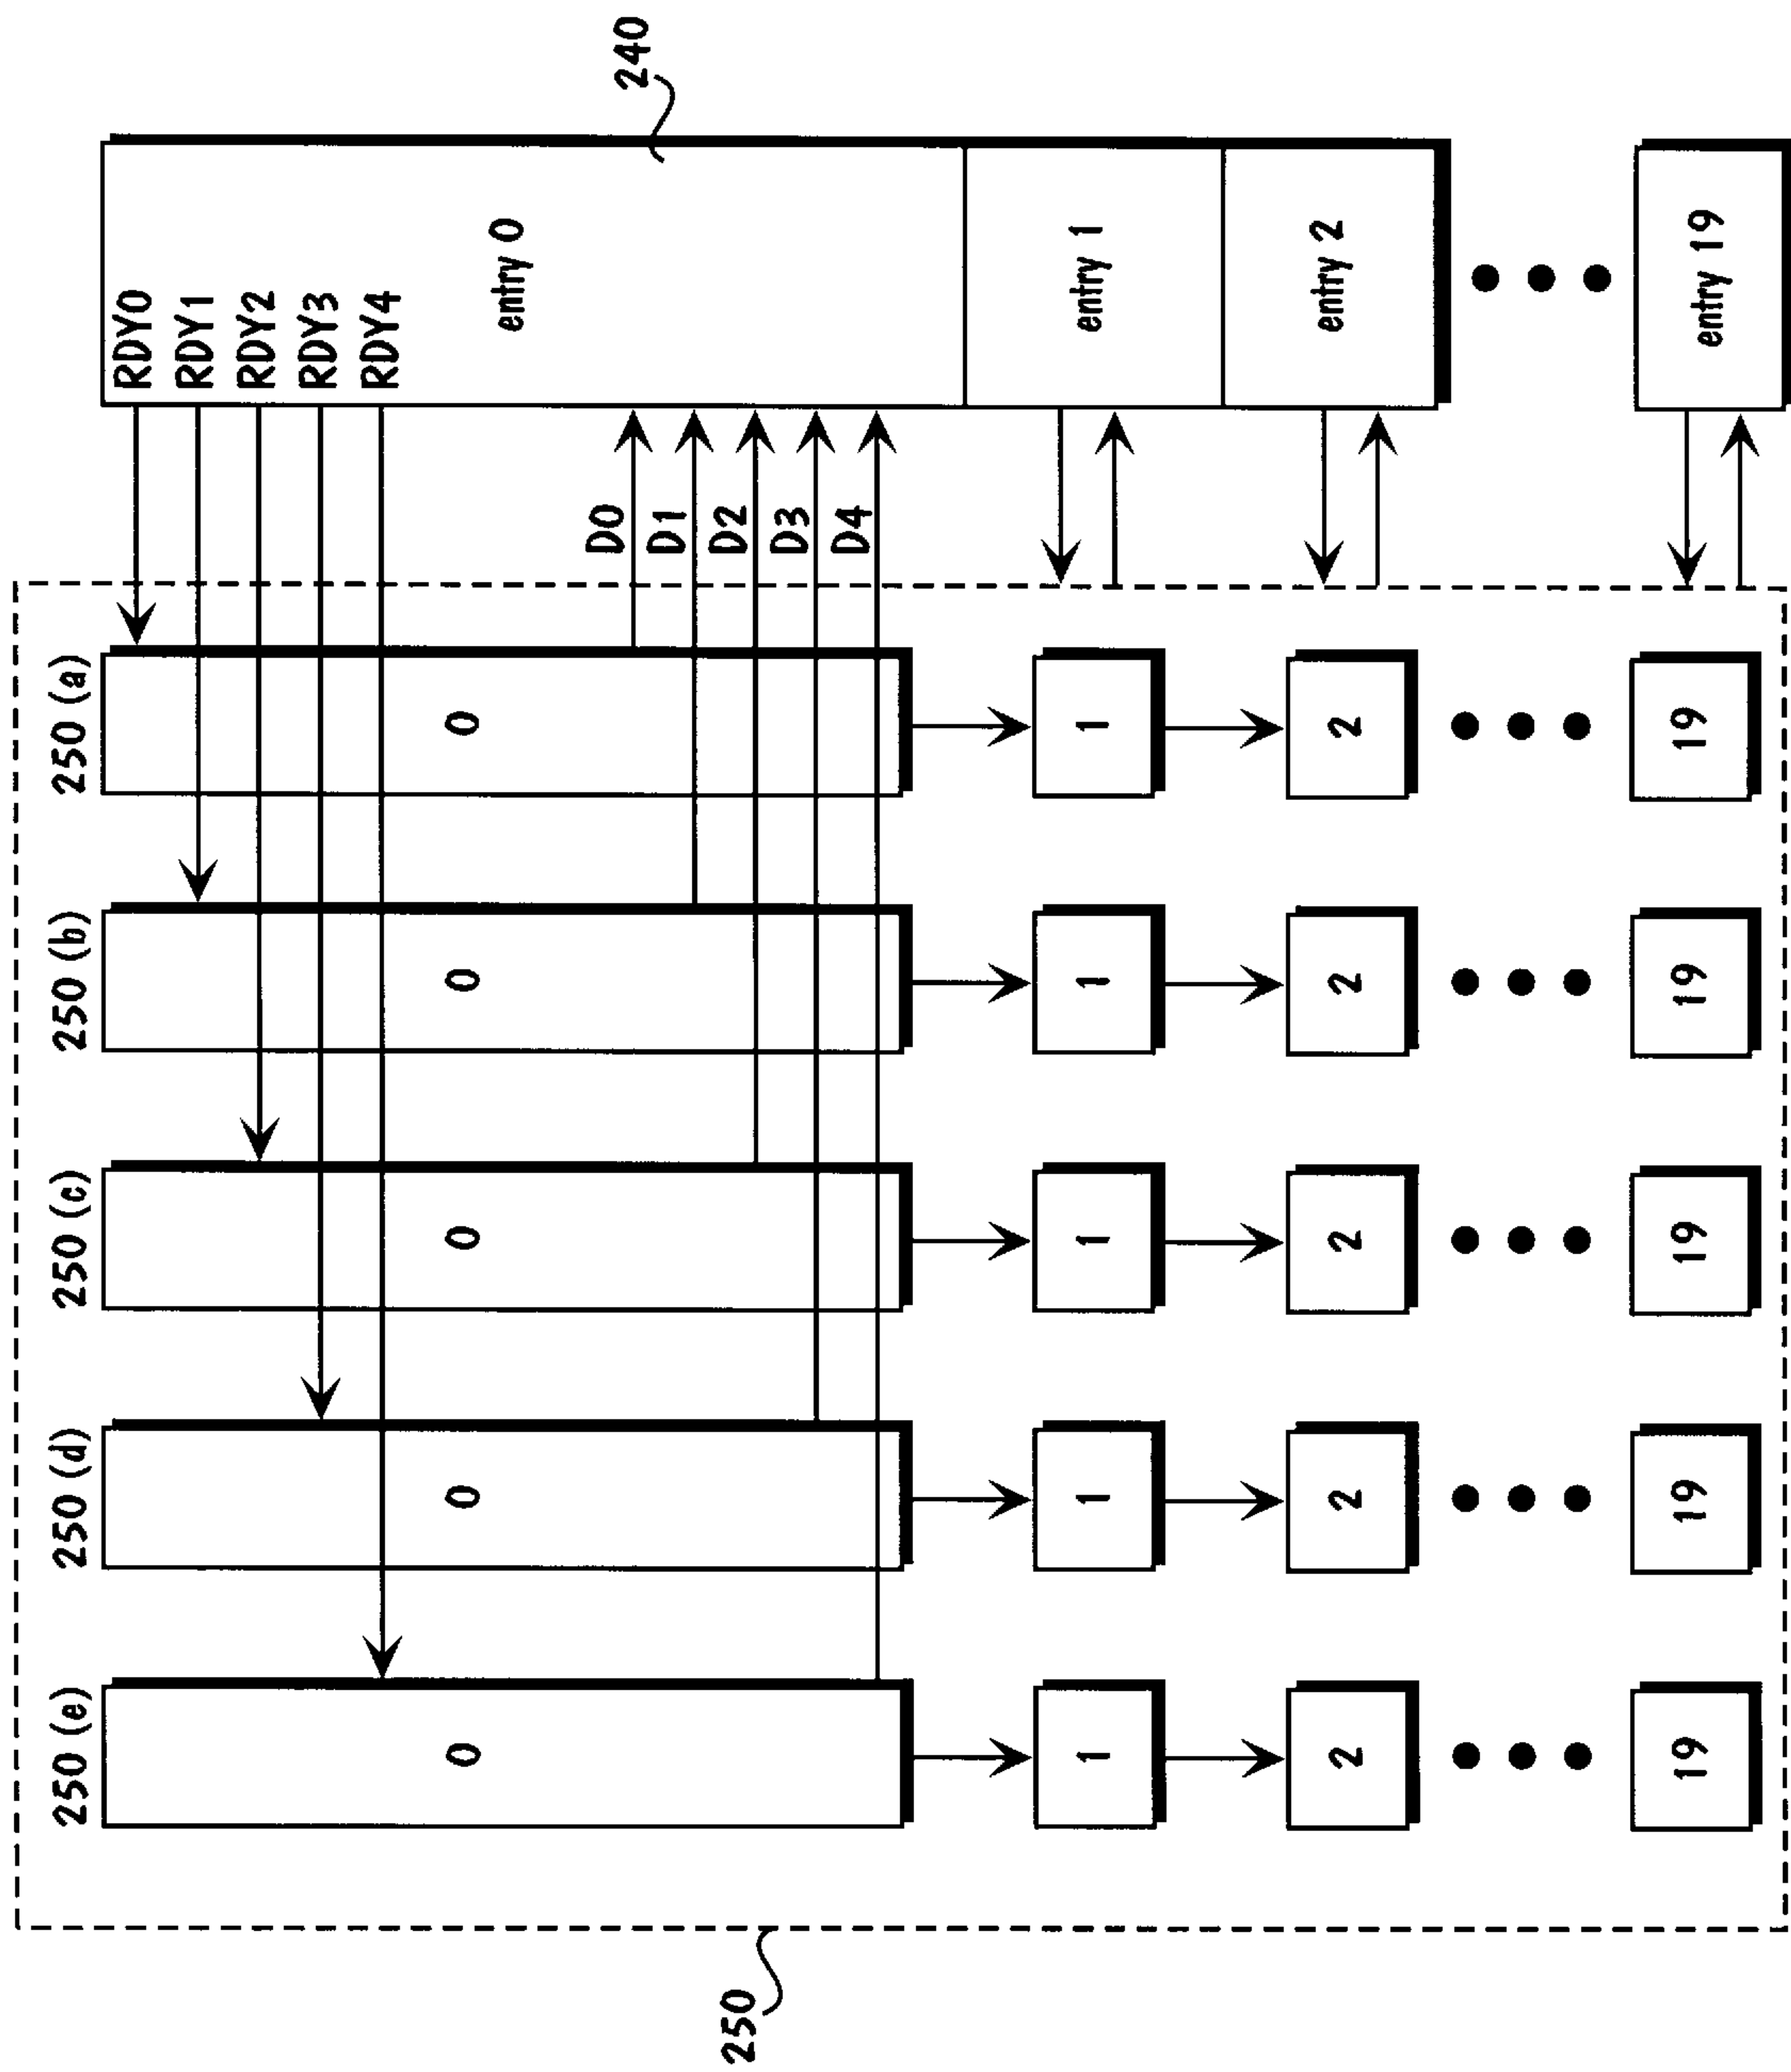 250 (e)
250 (d)
250 (c)
250 (b)
250 (a)
RDY0
RDY1
RDY2
RDY3
RDY4
0
0
0
0
0
entry 0
240
D0
D1
D2
D3
D4
250
1
1
1
1
1
entry 1
2
2
2
2
2
entry 2
19
19
19
19
19
entry 19